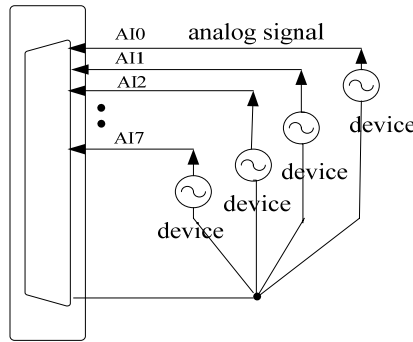 AI0 analog signal
AI1
AI2
device
AI7
device
device
device